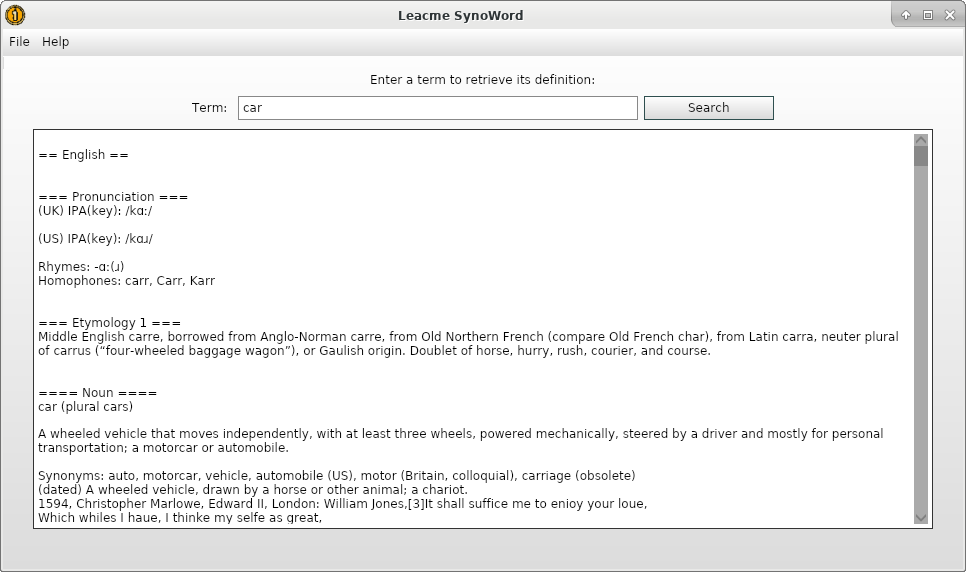 Leacme SynoWord
File Help
Enter a term to retrieve its definition:
Term: car Search
== English ==
=== Pronunciation ===
(UK) IPA(key): /kɑː/
(US) IPA(key): /kɑɹ/
Rhymes: -ɑː(ɹ)
Homophones: carr, Carr, Karr
=== Etymology 1 ===
Middle English carre, borrowed from Anglo-Norman carre, from Old Northern French (compare Old French char), from Latin carra, neuter plural
of carrus (“four-wheeled baggage wagon”), or Gaulish origin. Doublet of horse, hurry, rush, courier, and course.
==== Noun ====
car (plural cars)
A wheeled vehicle that moves independently, with at least three wheels, powered mechanically, steered by a driver and mostly for personal
transportation; a motorcar or automobile.
Synonyms: auto, motorcar, vehicle, automobile (US), motor (Britain, colloquial), carriage (obsolete)
(dated) A wheeled vehicle, drawn by a horse or other animal; a chariot.
1594, Christopher Marlowe, Edward II, London: William Jones,[3]It shall suffice me to enioy your loue,
Which whiles I haue, I thinke my selfe as great,